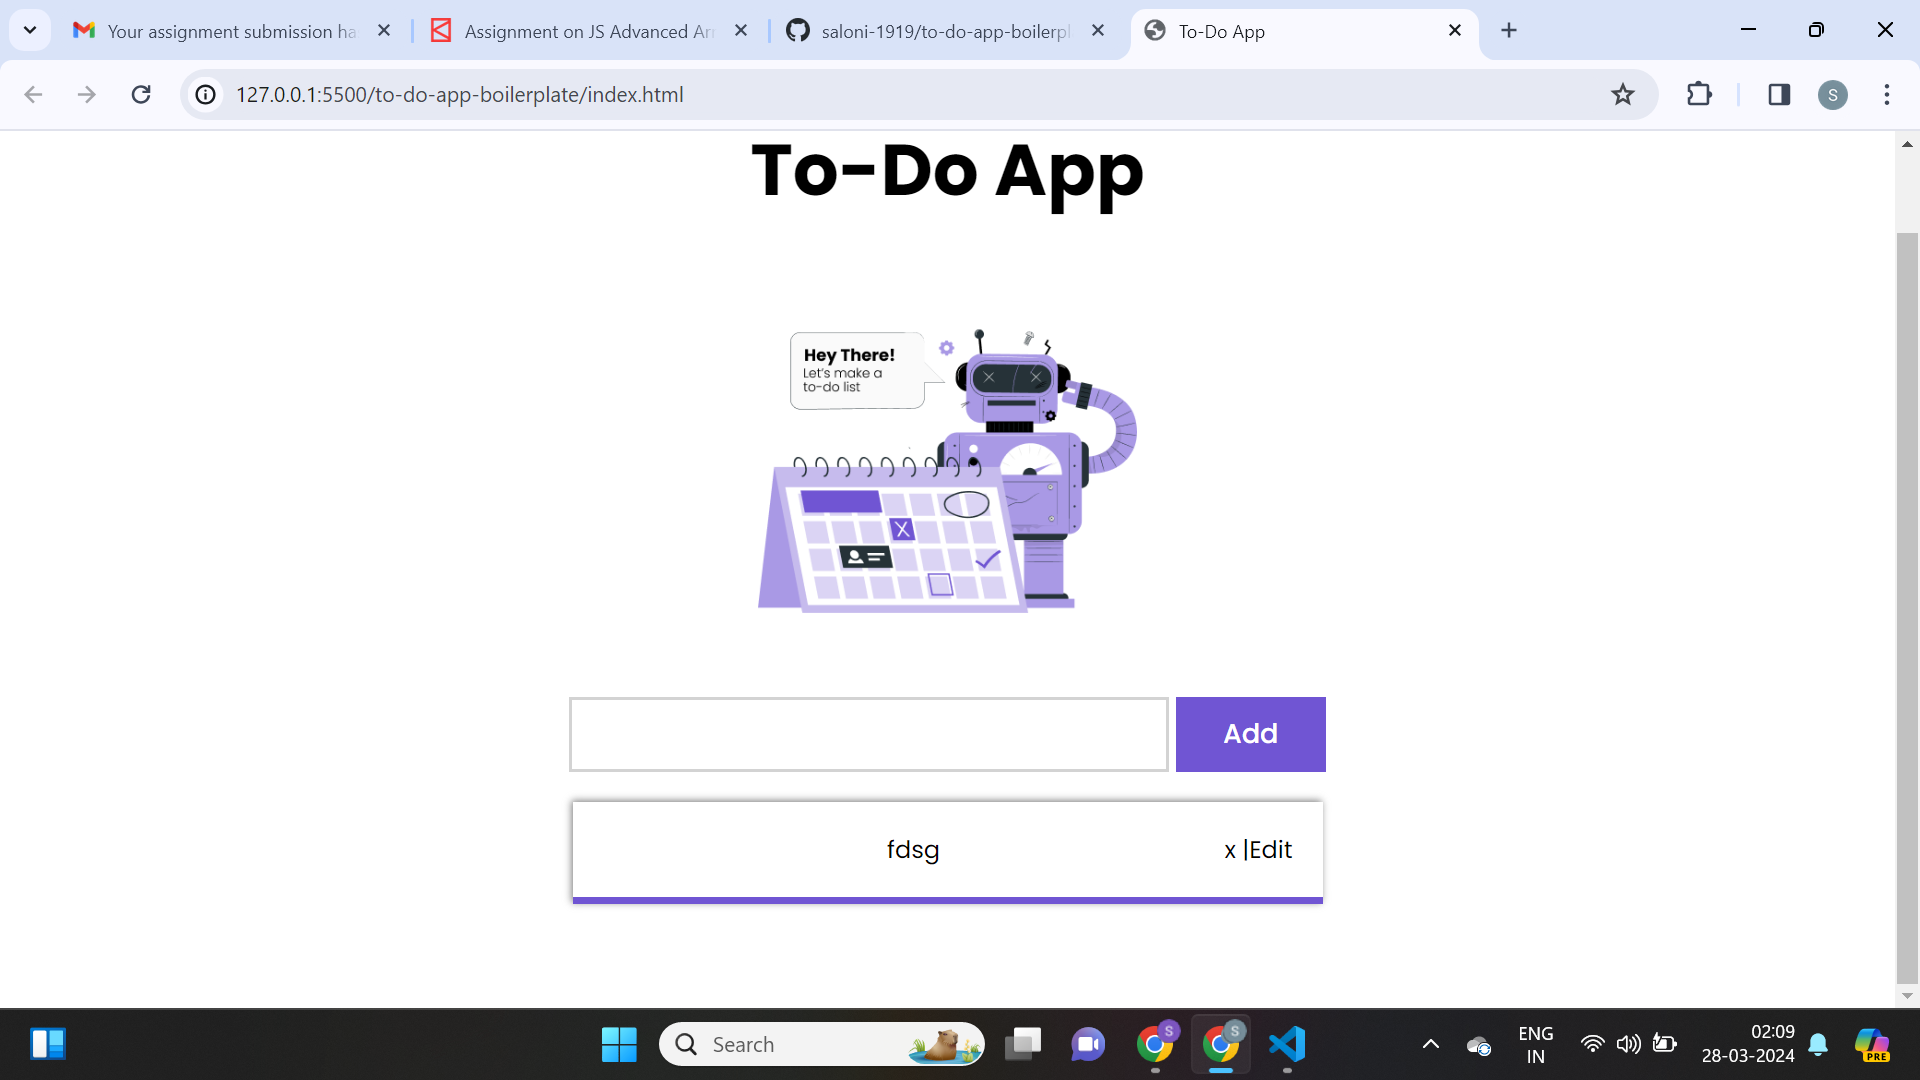 Your assignment submission ha
Assignment on JS Advanced Arr
saloni-1919/to-do-app-boilerpl
To-Do App
127.0.0.1:5500/to-do-app-boilerplate/index.html
S
To-Do App
Hey There!
Let's make a
to-do list
X
Add
fdsg
x |Edit
Search
S
S
ENG
IN
02:09
28-03-2024
PRE